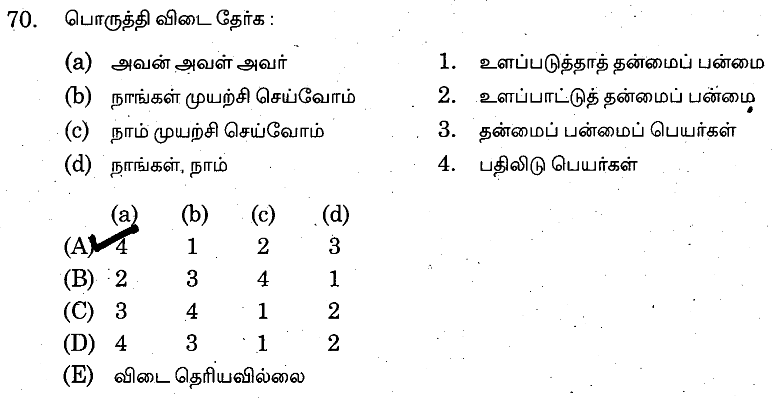 70. பொருத்தி விடை தேர்க :
(a) அவன் அவள் அவர் 1. உளப்படுத்தாத் தன்மைப் பன்மை
(b) நாங்கள் முயற்சி செய்வோம் 2. உளப்பாட்டுத் தன்மைப் பன்மை
(c) நாம் முயற்சி செய்வோம் 3. தன்மைப் பன்மைப் பெயர்கள்
(d) நாங்கள், நாம் 4. பதிலிடு பெயர்கள்
(a) (b) (c) (d)
(A) 4 1 2 3
(B) 2 3 4 1
(C) 3 4 1 2
(D) 4 3 1 2
(E) விடை தெரியவில்லை